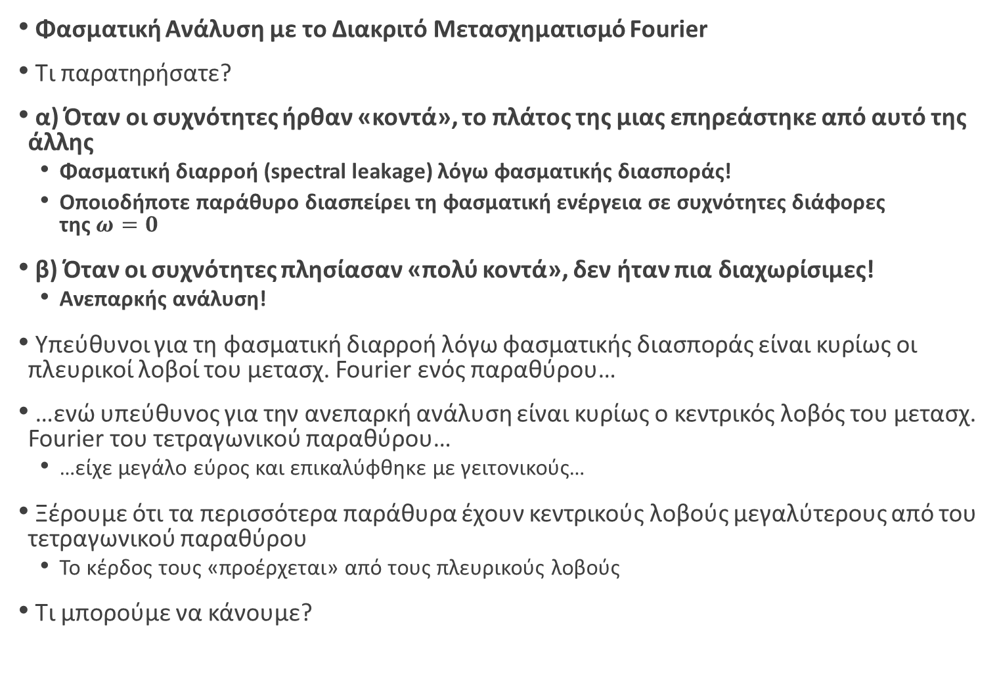 • Φασματική Ανάλυση με το Διακριτό Μετασχηματισμό Fourier
• Τι παρατηρήσατε?
• α) Όταν οι συχνότητες ήρθαν «κοντά», το πλάτος της μιας επηρεάστηκε από αυτό της
άλλης
• Φασματική διαρροή (spectral leakage) λόγω φασματικής διασποράς!
• Οποιοδήποτε παράθυρο διασπείρει τη φασματική ενέργεια σε συχνότητες διάφορες
της ω = 0
• β) Όταν οι συχνότητες πλησίασαν «πολύ κοντά», δεν ήταν πια διαχωρίσιμες!
• Ανεπαρκής ανάλυση!
• Υπεύθυνοι για τη φασματική διαρροή λόγω φασματικής διασποράς είναι κυρίως οι
πλευρικοί λοβοί του μετασχ. Fourier ενός παραθύρου…
• …ενώ υπεύθυνος για την ανεπαρκή ανάλυση είναι κυρίως ο κεντρικός λοβός του μετασχ.
Fourier του τετραγωνικού παραθύρου…
• …είχε μεγάλο εύρος και επικαλύφθηκε με γειτονικούς…
• Ξέρουμε ότι τα περισσότερα παράθυρα έχουν κεντρικούς λοβούς μεγαλύτερους από του
τετραγωνικού παραθύρου
• Το κέρδος τους «προέρχεται» από τους πλευρικούς λοβούς
• Τι μπορούμε να κάνουμε?